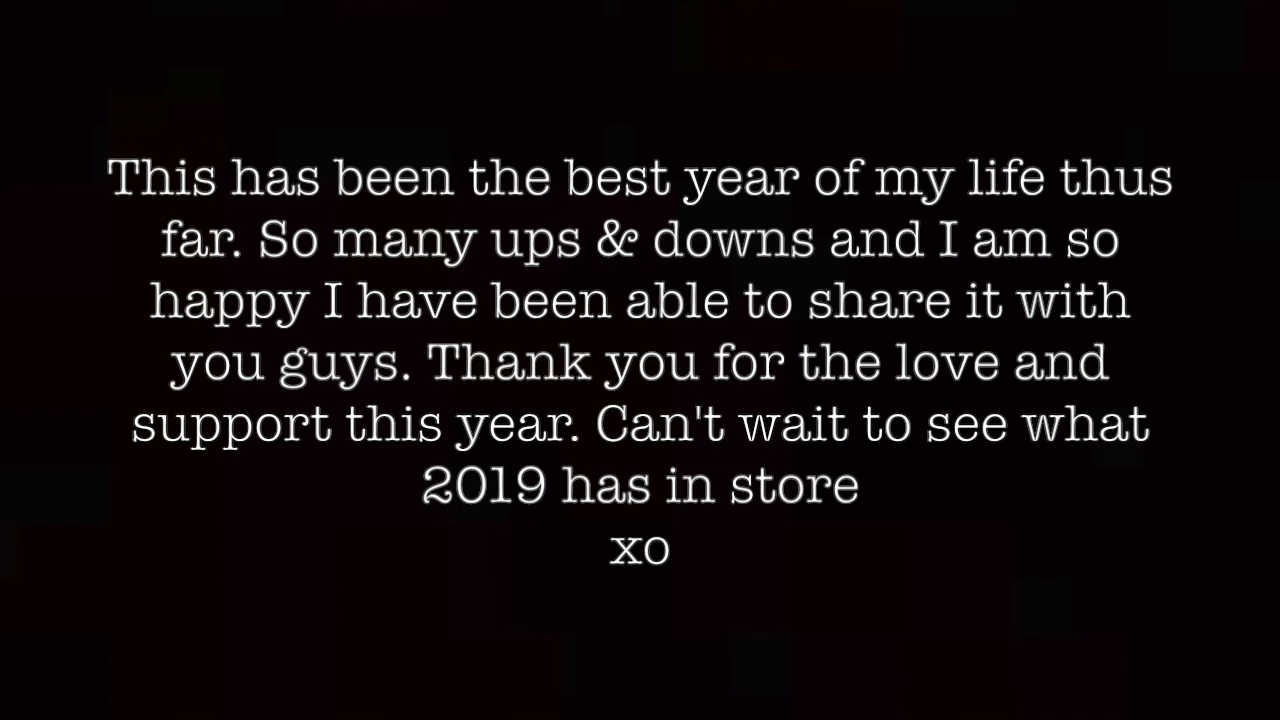 This has been the best year of my life thus
far. So many ups & downs and I am so
happy I have been able to share it with
you guys. Thank you for the love and
support this year. Can't wait to see what
2019 has in store
xo